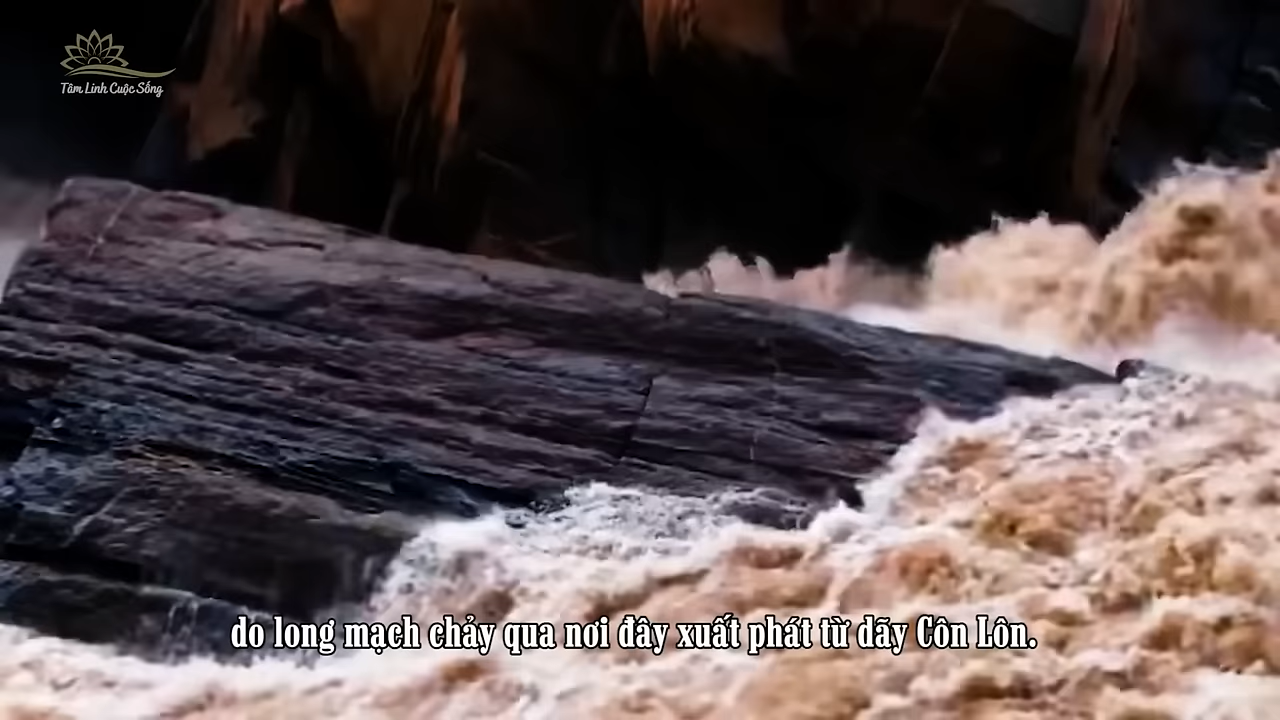 Tâm Linh Cuộc Sống
do long mạch chảy qua nơi đây xuất phát từ dãy Côn Lôn.